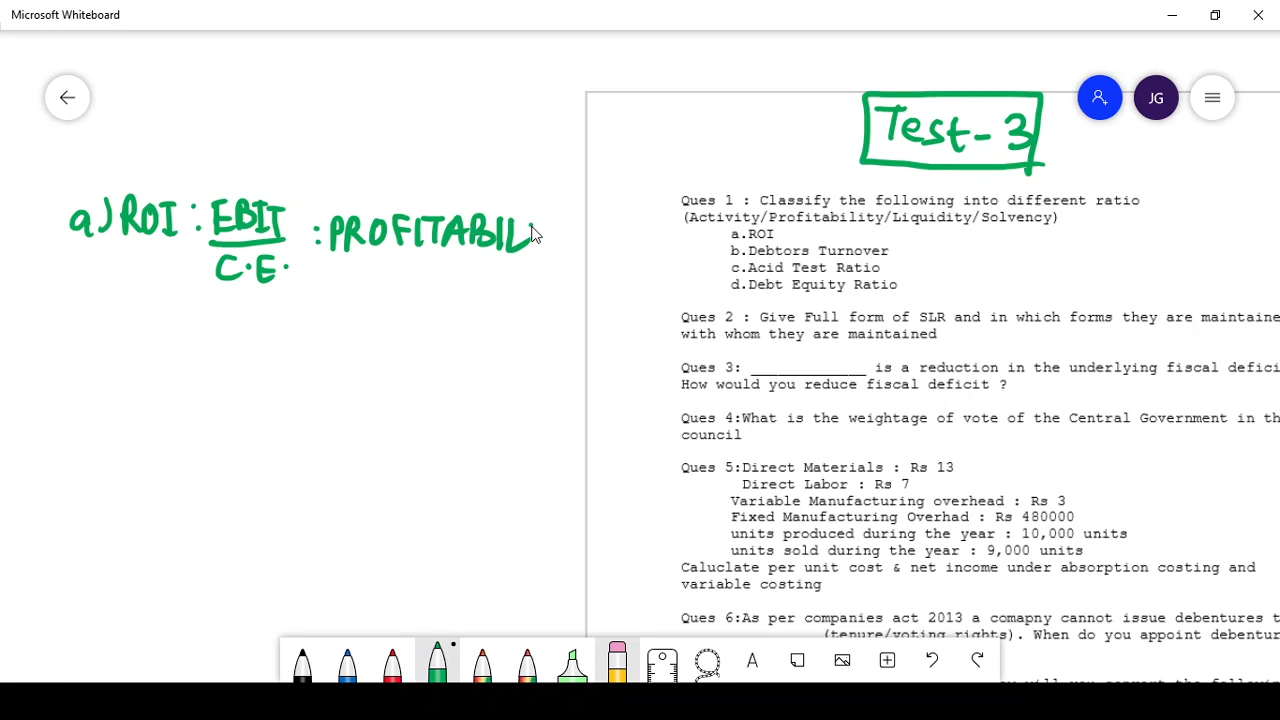 Microsoft Whiteboard
JG
Test-3
a) ROI : EBIT : PROFITABIL
C.E.
Ques 1 : Classify the following into different ratio
(Activity/Profitability/Liquidity/Solvency)
a.ROI
b.Debtors Turnover
c.Acid Test Ratio
d.Debt Equity Ratio
Ques 2 : Give Full form of SLR and in which forms they are maintaine
with whom they are maintained
Ques 3: _____________ is a reduction in the underlying fiscal defici
How would you reduce fiscal deficit ?
Ques 4:What is the weightage of vote of the Central Government in th
council
Ques 5:Direct Materials : Rs 13
Direct Labor : Rs 7
Variable Manufacturing overhead : Rs 3
Fixed Manufacturing Overhad : Rs 480000
units produced during the year : 10,000 units
units sold during the year : 9,000 units
Caluclate per unit cost & net income under absorption costing and
variable costing
Ques 6:As per companies act 2013 a comapny cannot issue debentures t
(tenure/voting rights). When do you appoint debentur
A